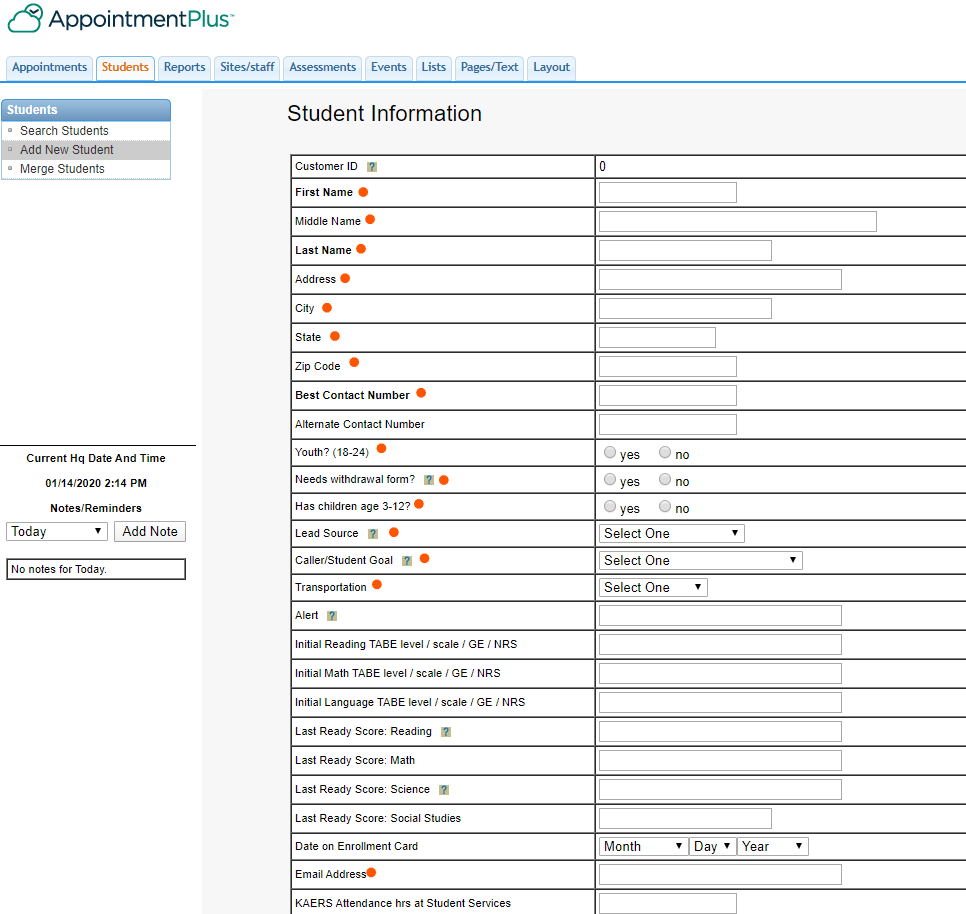 AppointmentPlus™
Appointments Students Reports Sites/staff Assessments Events Lists Pages/Text Layout
Students
Search Students
Add New Student
Merge Students
Current Hq Date And Time
01/14/2020 2:14 PM
Notes/Reminders
Today ▼ Add Note
No notes for Today.
Student Information
Customer ID ? 0
First Name
Middle Name
Last Name
Address
City
State
Zip Code
Best Contact Number
Alternate Contact Number
Youth? (18-24) yes no
Needs withdrawal form? ? yes no
Has children age 3-12? yes no
Lead Source ? Select One ▼
Caller/Student Goal ? Select One ▼
Transportation Select One ▼
Alert ?
Initial Reading TABE level / scale / GE / NRS
Initial Math TABE level / scale / GE / NRS
Initial Language TABE level / scale / GE / NRS
Last Ready Score: Reading ?
Last Ready Score: Math
Last Ready Score: Science ?
Last Ready Score: Social Studies
Date on Enrollment Card Month ▼ Day ▼ Year ▼
Email Address
KAERS Attendance hrs at Student Services